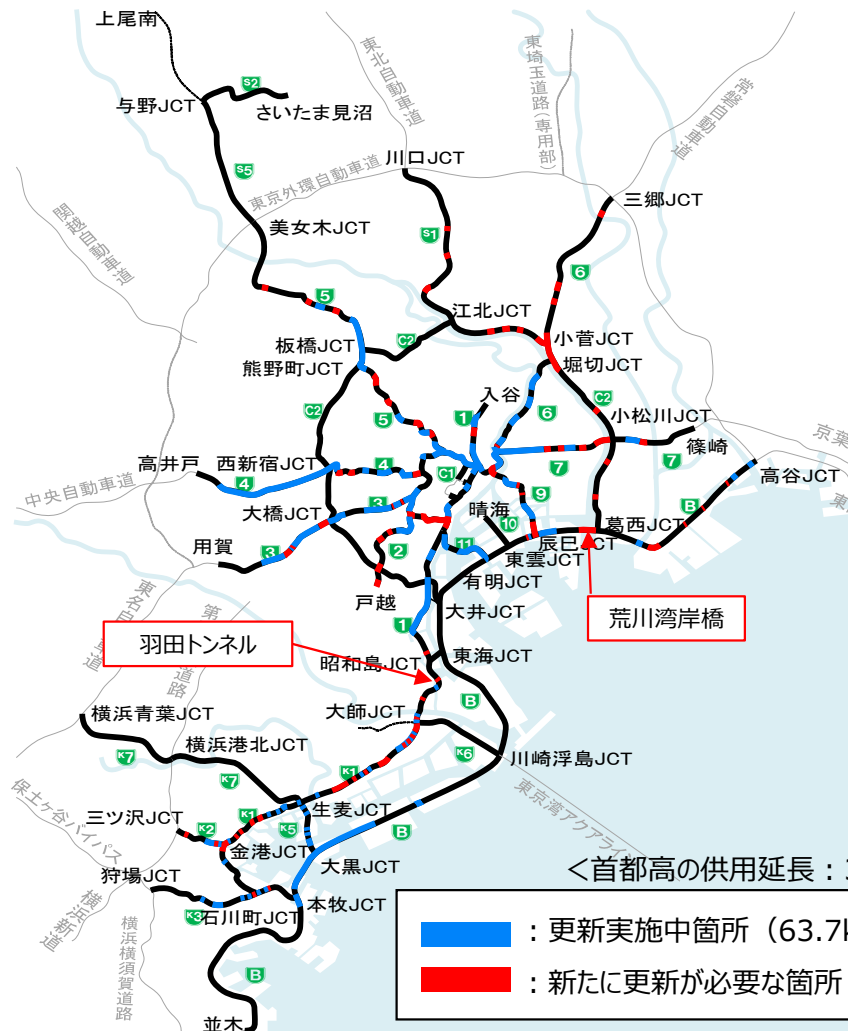 上尾南
S2
与野JCT
さいたま見沼
東北自動車道
東埼玉道路(専用部)
常磐自動車道
川口JCT
S5
東京外環自動車道
三郷JCT
関越自動車道
美女木JCT
S1
6
5
江北JCT
小菅JCT
板橋JCT
C2
堀切JCT
熊野町JCT
入谷
C2
C2
5
1
6
小松川JCT
篠崎
京葉
高井戸
西新宿JCT
4
C1
7
7
高谷JCT
中央自動車道
4
3
9
B
大橋JCT
晴海
10
葛西JCT
用賀
3
2
11
辰巳JCT
東雲JCT
東名自動車道
戸越
有明JCT
大井JCT
荒川湾岸橋
1
羽田トンネル
昭和島JCT
東海JCT
大師JCT
B
横浜青葉JCT
横浜港北JCT
K7
K6
川崎浮島JCT
K7
K1
東京湾アクアライ
保土ヶ谷バイパス
三ツ沢JCT
K1
生麦JCT
K2
K5
B
金港JCT
大黒JCT
狩場JCT
<首都高の供用延長:
横浜新道
K3
石川町JCT
本牧JCT
横浜横須賀道路
:更新実施中箇所(63.7k
B
:新たに更新が必要な箇所
並木